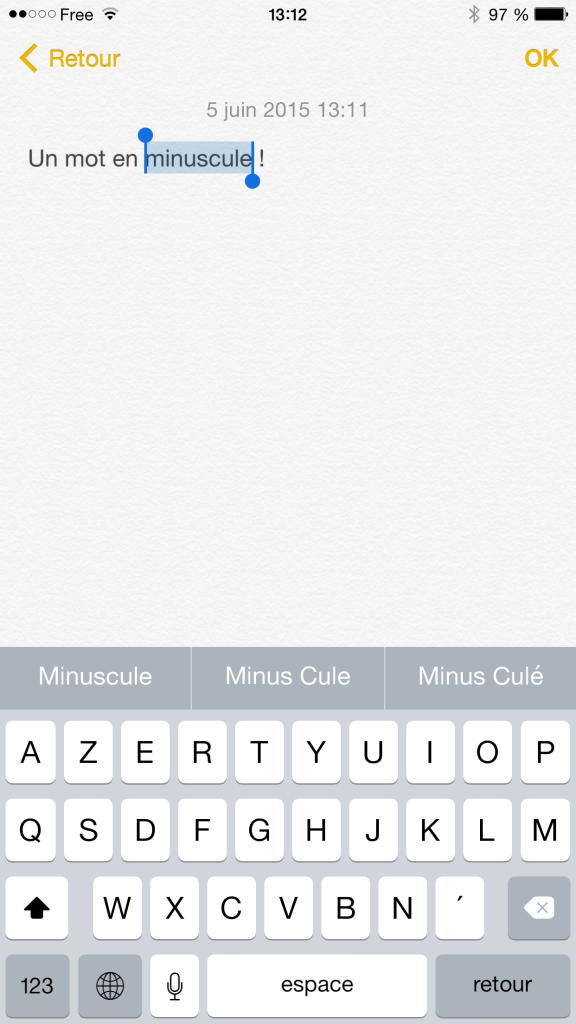 Free 13:12 97 %
Retour OK
5 juin 2015 13:11
Un mot en minuscule !
Minuscule Minus Cule Minus Culé
A Z E R T Y U I O P
Q S D F G H J K L M
W X C V B N ´
123 espace retour